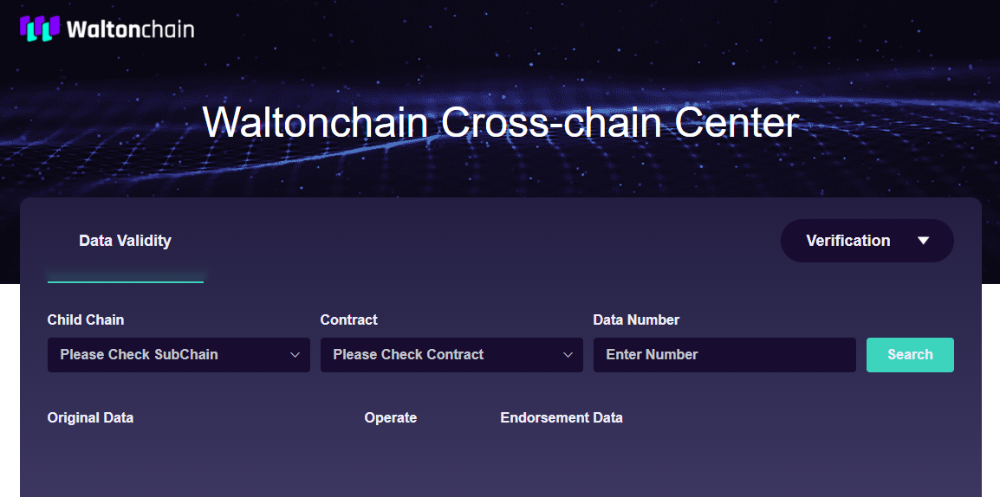 Waltonchain
Waltonchain Cross-chain Center
Data Validity
Verification
Child Chain
Contract
Data Number
Please Check SubChain
Please Check Contract
Enter Number
Search
Original Data
Operate
Endorsement Data